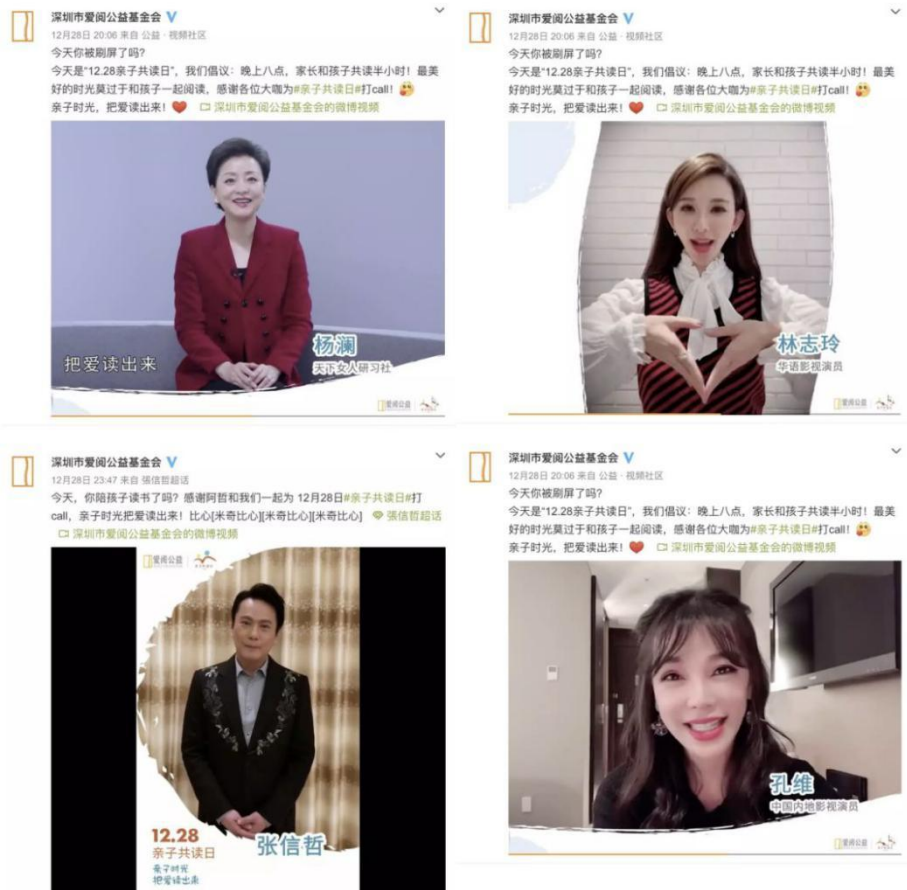 深圳市爱阅公益基金会
12月28日 20:06 来自 公益 · 视频社区
今天你被刷屏了吗?
今天是“12.28亲子共读日”，我们倡议：晚上八点，家长和孩子共读半小时！最美
好的时光莫过于和孩子一起阅读，感谢各位大咖为#亲子共读日#打call！
亲子时光，把爱读出来！ 深圳市爱阅公益基金会的微博视频
把爱读出来
杨澜
天下女人研习社
爱阅公益
深圳市爱阅公益基金会
12月28日 20:06 来自 公益 · 视频社区
今天你被刷屏了吗?
今天是“12.28亲子共读日”，我们倡议：晚上八点，家长和孩子共读半小时！最美
好的时光莫过于和孩子一起阅读，感谢各位大咖为#亲子共读日#打call！
亲子时光，把爱读出来！ 深圳市爱阅公益基金会的微博视频
林志玲
华语影视演员
爱阅公益
深圳市爱阅公益基金会
12月28日 23:47 来自 張信哲超话
今天，你陪孩子读书了吗？感谢阿哲和我们一起为 12月28日#亲子共读日#打
call，亲子时光把爱读出来！比心[米奇比心][米奇比心][米奇比心] 張信哲超话
深圳市爱阅公益基金会的微博视频
爱阅公益
12.28
亲子共读日
亲子时光
把爱读出来
张信哲
深圳市爱阅公益基金会
12月28日 20:06 来自 公益 · 视频社区
今天你被刷屏了吗?
今天是“12.28亲子共读日”，我们倡议：晚上八点，家长和孩子共读半小时！最美
好的时光莫过于和孩子一起阅读，感谢各位大咖为#亲子共读日#打call！
亲子时光，把爱读出来！ 深圳市爱阅公益基金会的微博视频
孔维
中国内地影视演员
爱阅公益